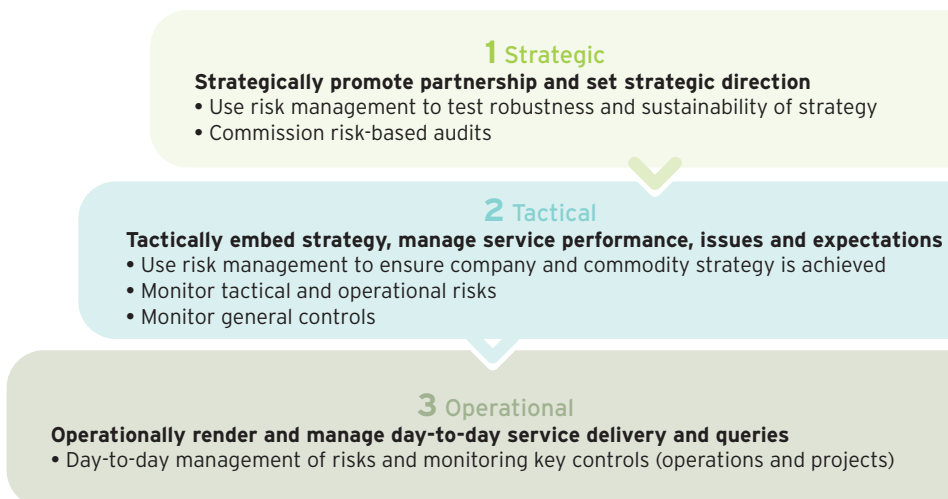 1 Strategic
Strategically promote partnership and set strategic direction
• Use risk management to test robustness and sustainability of strategy
• Commission risk-based audits
2 Tactical
Tactically embed strategy, manage service performance, issues and expectations
• Use risk management to ensure company and commodity strategy is achieved
• Monitor tactical and operational risks
• Monitor general controls
3 Operational
Operationally render and manage day-to-day service delivery and queries
• Day-to-day management of risks and monitoring key controls (operations and projects)